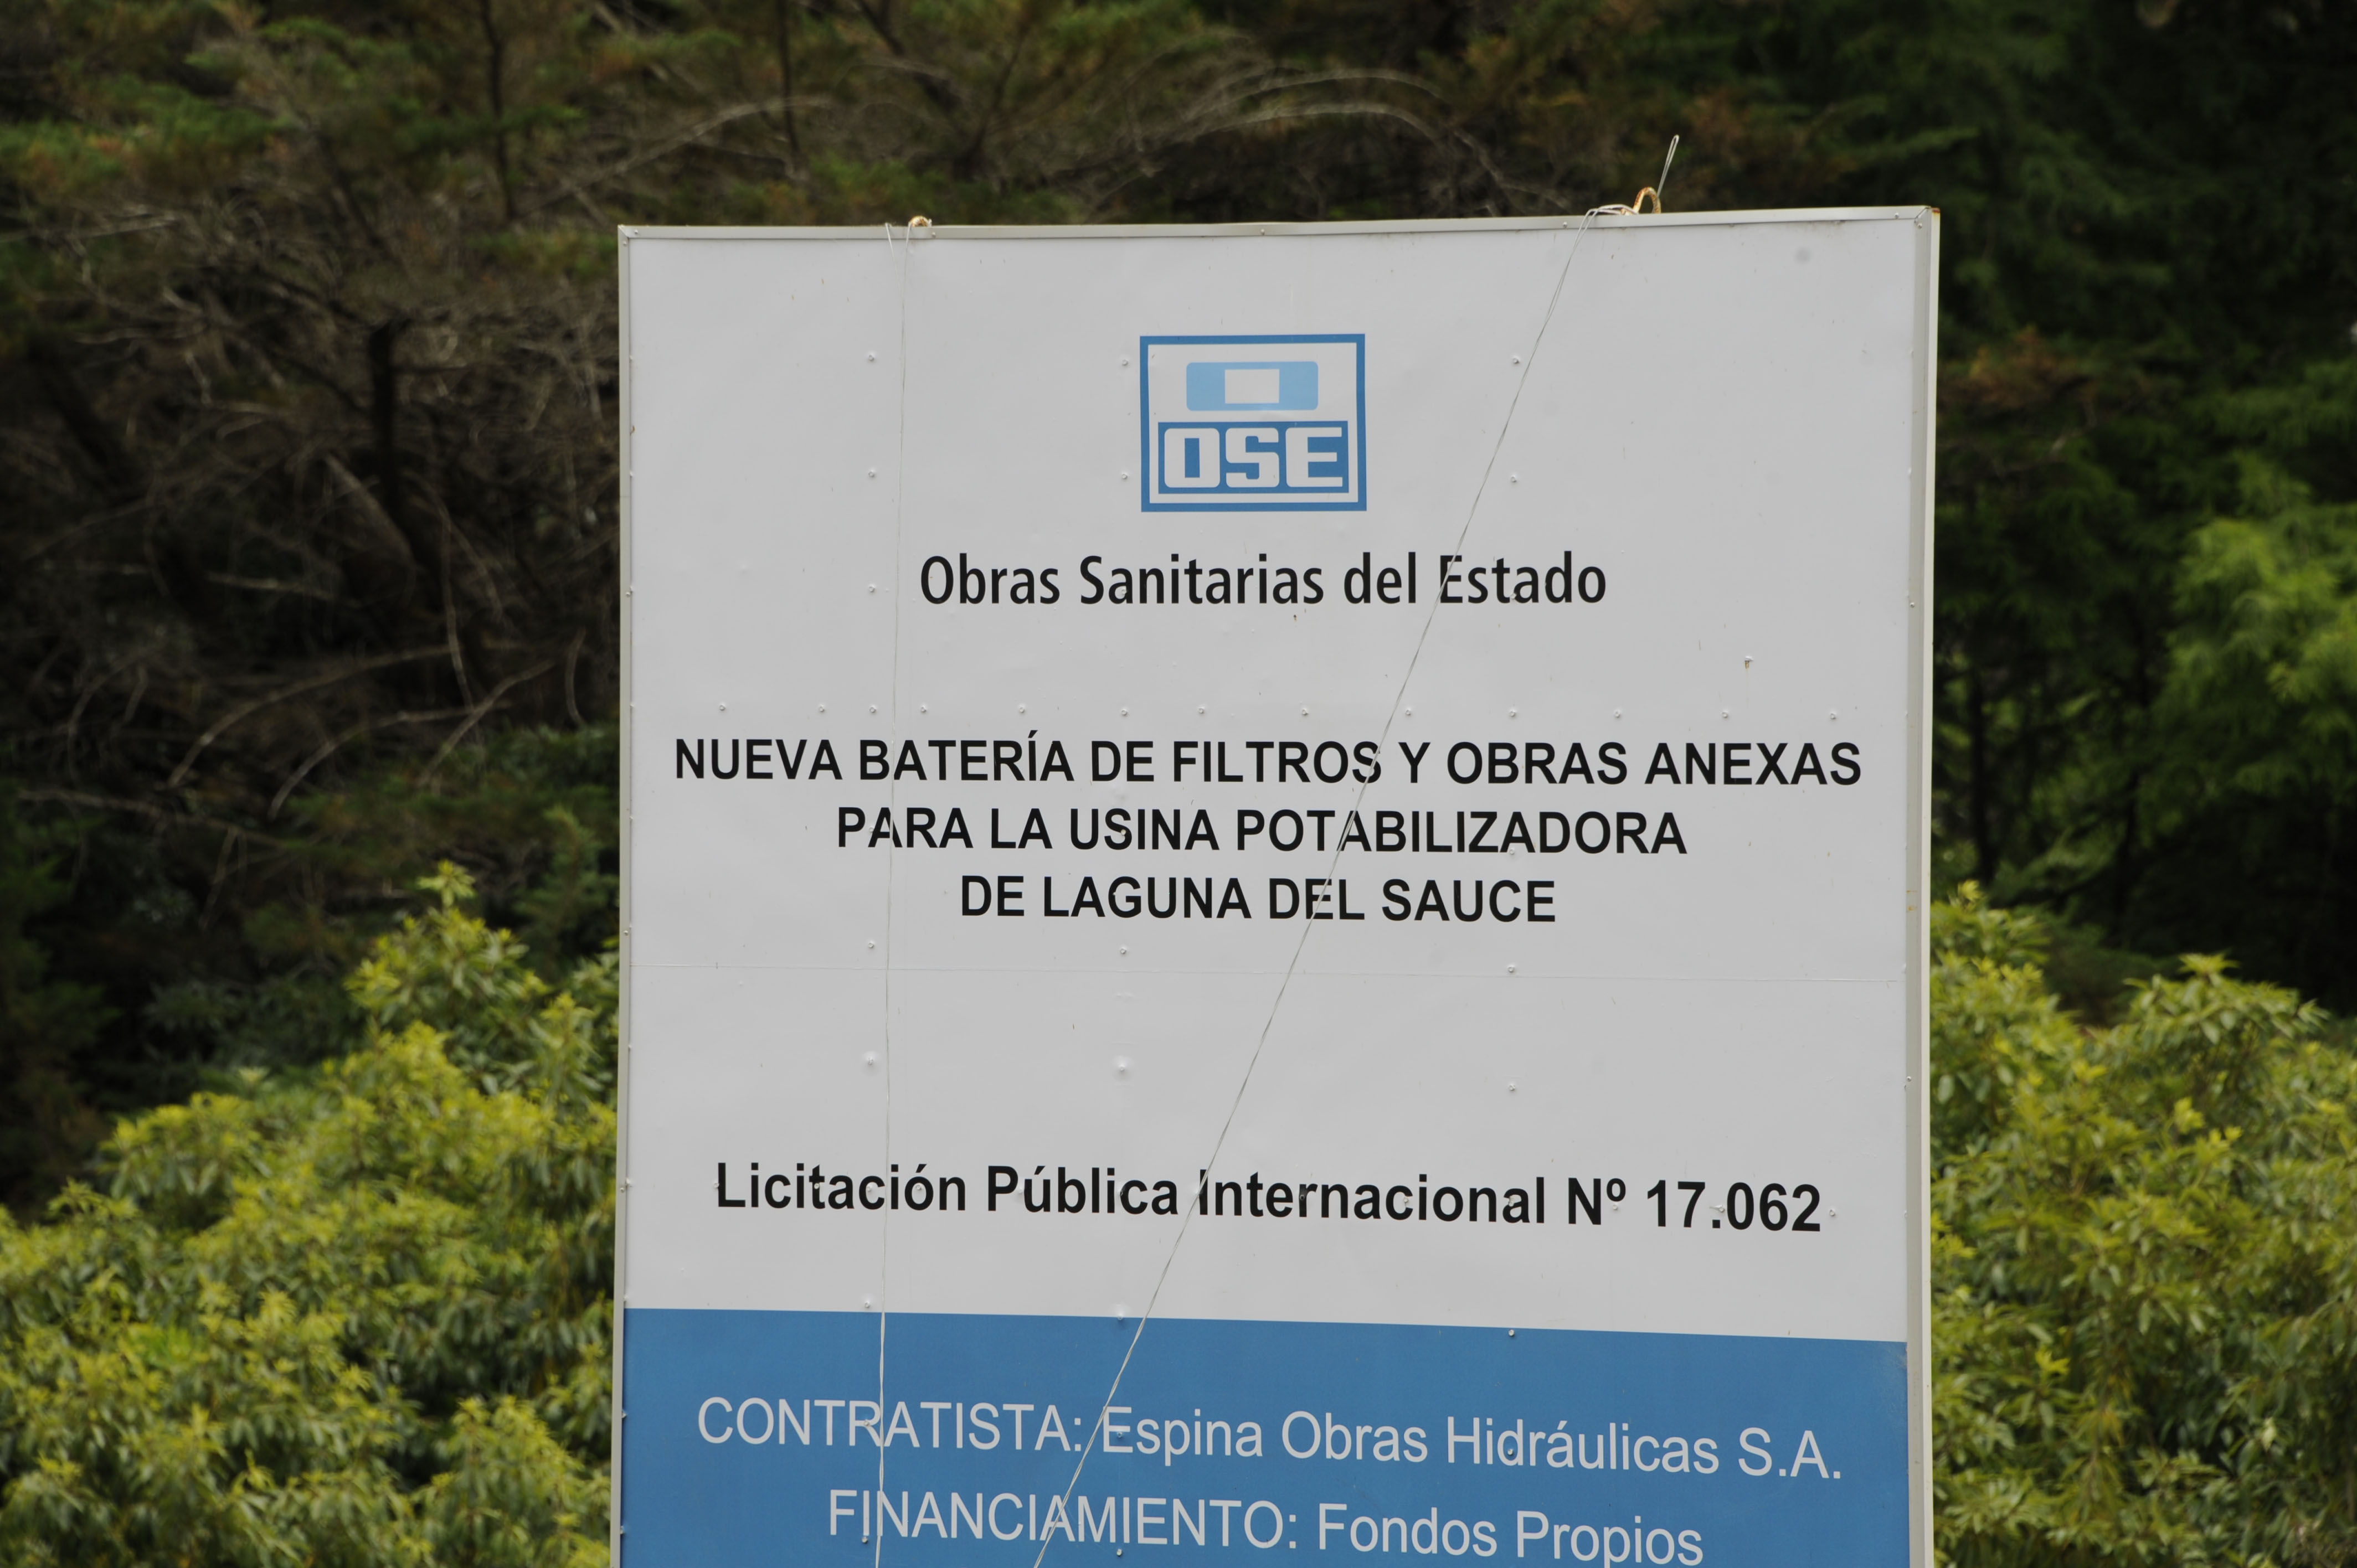 OSE
Obras Sanitarias del Estado
NUEVA BATERÍA DE FILTROS Y OBRAS ANEXAS
PARA LA USINA POTABILIZADORA
DE LAGUNA DEL SAUCE
Licitación Pública Internacional Nº 17.062
CONTRATISTA: Espina Obras Hidráulicas S.A.
FINANCIAMIENTO: Fondos Propios